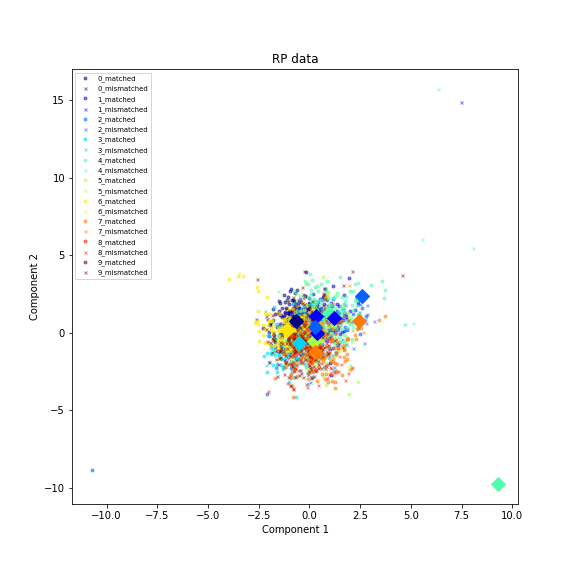 RP data
15
10
5
0
−5
−10
Component 2
0_matched
0_mismatched
1_matched
1_mismatched
2_matched
2_mismatched
3_matched
3_mismatched
4_matched
4_mismatched
5_matched
5_mismatched
6_matched
6_mismatched
7_matched
7_mismatched
8_matched
8_mismatched
9_matched
9_mismatched
−10.0 −7.5 −5.0 −2.5 0.0 2.5 5.0 7.5 10.0
Component 1